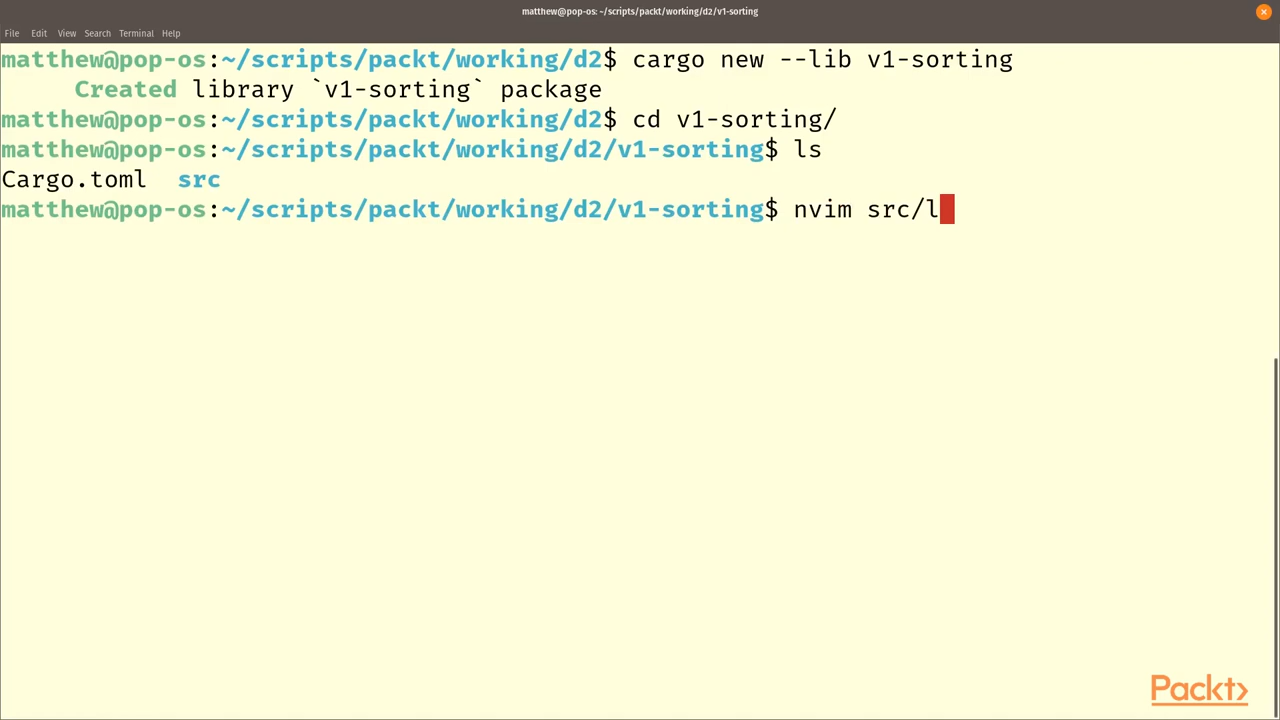 matthew@pop-os: ~/scripts/packt/working/d2/v1-sorting
File Edit View Search Terminal Help
matthew@pop-os:~/scripts/packt/working/d2$ cargo new --lib v1-sorting
Created library `v1-sorting` package
matthew@pop-os:~/scripts/packt/working/d2$ cd v1-sorting/
matthew@pop-os:~/scripts/packt/working/d2/v1-sorting$ ls
Cargo.toml src
matthew@pop-os:~/scripts/packt/working/d2/v1-sorting$ nvim src/l
Packt>